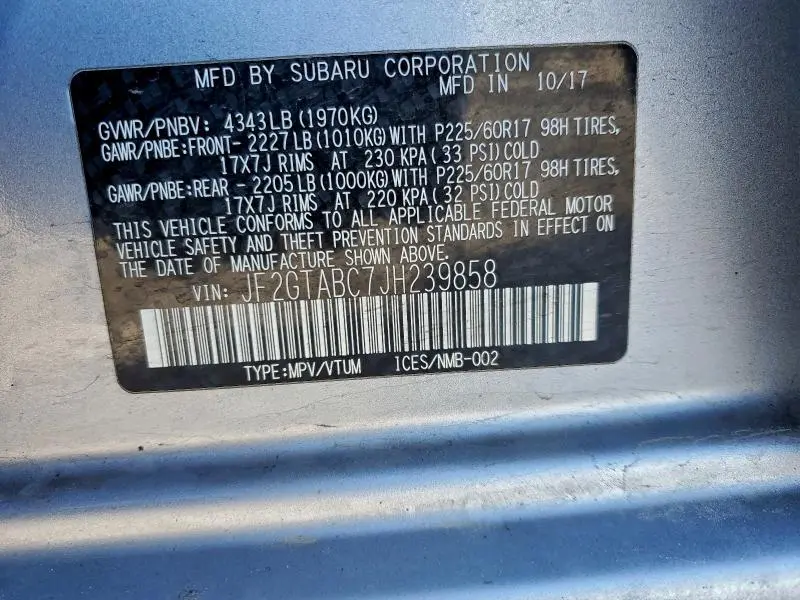 MFD BY SUBARU CORPORATION
MFD IN 10/17
GVWR/PNBV: 4343LB(1970KG)
GAWR/PNBE:FRONT- 2227LB(1010KG)WITH P225/60R17 98H TIRES,
17X7J RIMS AT 230 KPA( 33 PSI)COLD
GAWR/PNBE:REAR - 2205LB(1000KG)WITH P225/60R17 98H TIRES,
17X7J RIMS AT 220 KPA( 32 PSI)COLD
THIS VEHICLE CONFORMS TO ALL APPLICABLE FEDERAL MOTOR
VEHICLE SAFETY AND THEFT PREVENTION STANDARDS IN EFFECT ON
THE DATE OF MANUFACTURE SHOWN ABOVE.
VIN: JF2GTABC7JH239858
TYPE:MPV/VTUM ICES/NMB-002